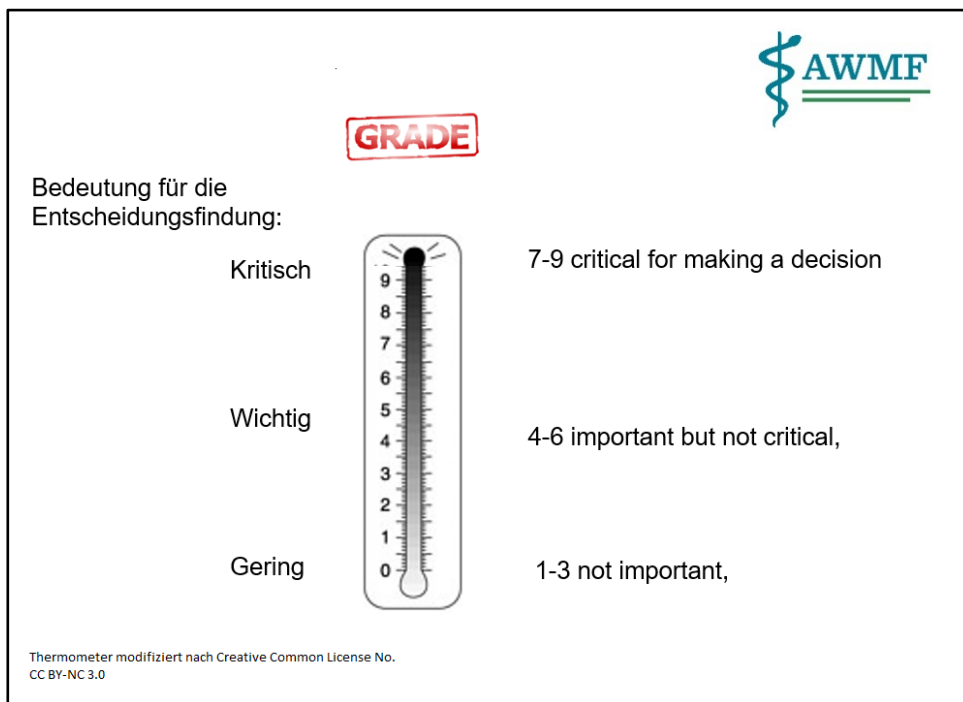 AWMF
GRADE
Bedeutung für die
Entscheidungsfindung:
Kritisch
7-9 critical for making a decision
9
8
7
6
5
Wichtig
4
4-6 important but not critical,
3
2
1
0
Gering
1-3 not important,
Thermometer modifiziert nach Creative Common License No.
CC BY-NC 3.0